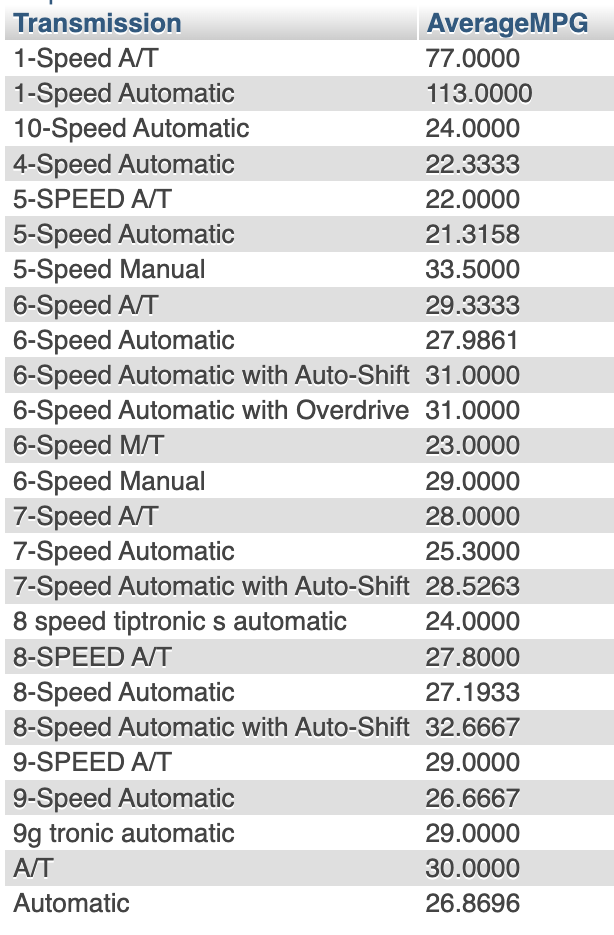 Transmission AverageMPG
1-Speed A/T 77.0000
1-Speed Automatic 113.0000
10-Speed Automatic 24.0000
4-Speed Automatic 22.3333
5-SPEED A/T 22.0000
5-Speed Automatic 21.3158
5-Speed Manual 33.5000
6-Speed A/T 29.3333
6-Speed Automatic 27.9861
6-Speed Automatic with Auto-Shift 31.0000
6-Speed Automatic with Overdrive 31.0000
6-Speed M/T 23.0000
6-Speed Manual 29.0000
7-Speed A/T 28.0000
7-Speed Automatic 25.3000
7-Speed Automatic with Auto-Shift 28.5263
8 speed tiptronic s automatic 24.0000
8-SPEED A/T 27.8000
8-Speed Automatic 27.1933
8-Speed Automatic with Auto-Shift 32.6667
9-SPEED A/T 29.0000
9-Speed Automatic 26.6667
9g tronic automatic 29.0000
A/T 30.0000
Automatic 26.8696